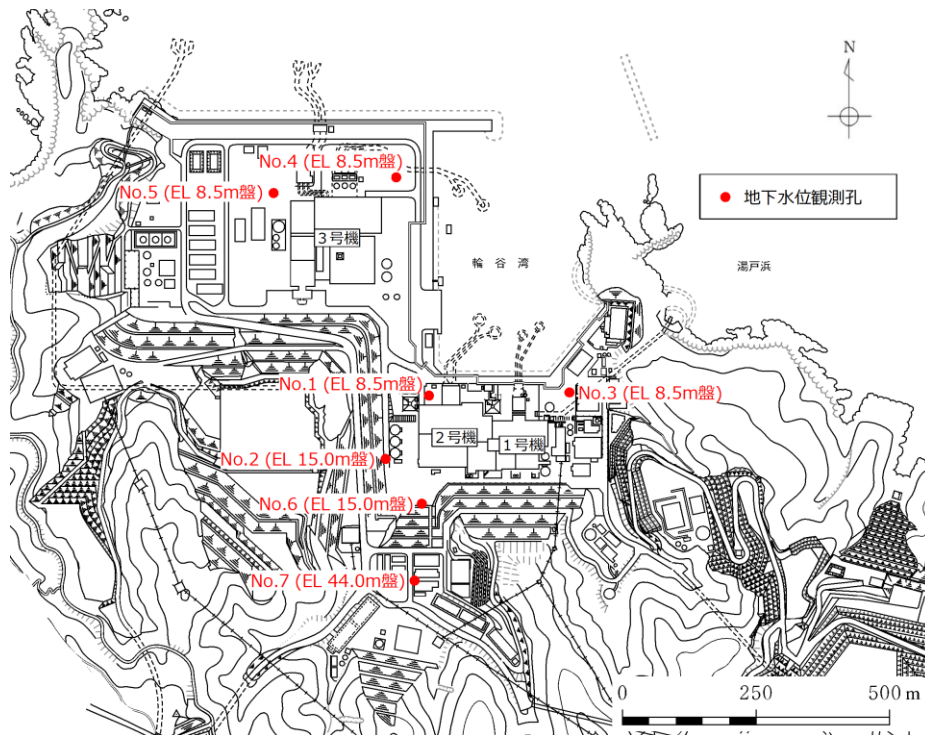 N
No.4 (EL 8.5m盤)
No.5 (EL 8.5m盤)
地下水位観測孔
3号機
輪谷湾
湯戸浜
No.1 (EL 8.5m盤)
No.3 (EL 8.5m盤)
2号機
1号機
No.2 (EL 15.0m盤)
No.6 (EL 15.0m盤)
No.7 (EL 44.0m盤)
0 250 500 m